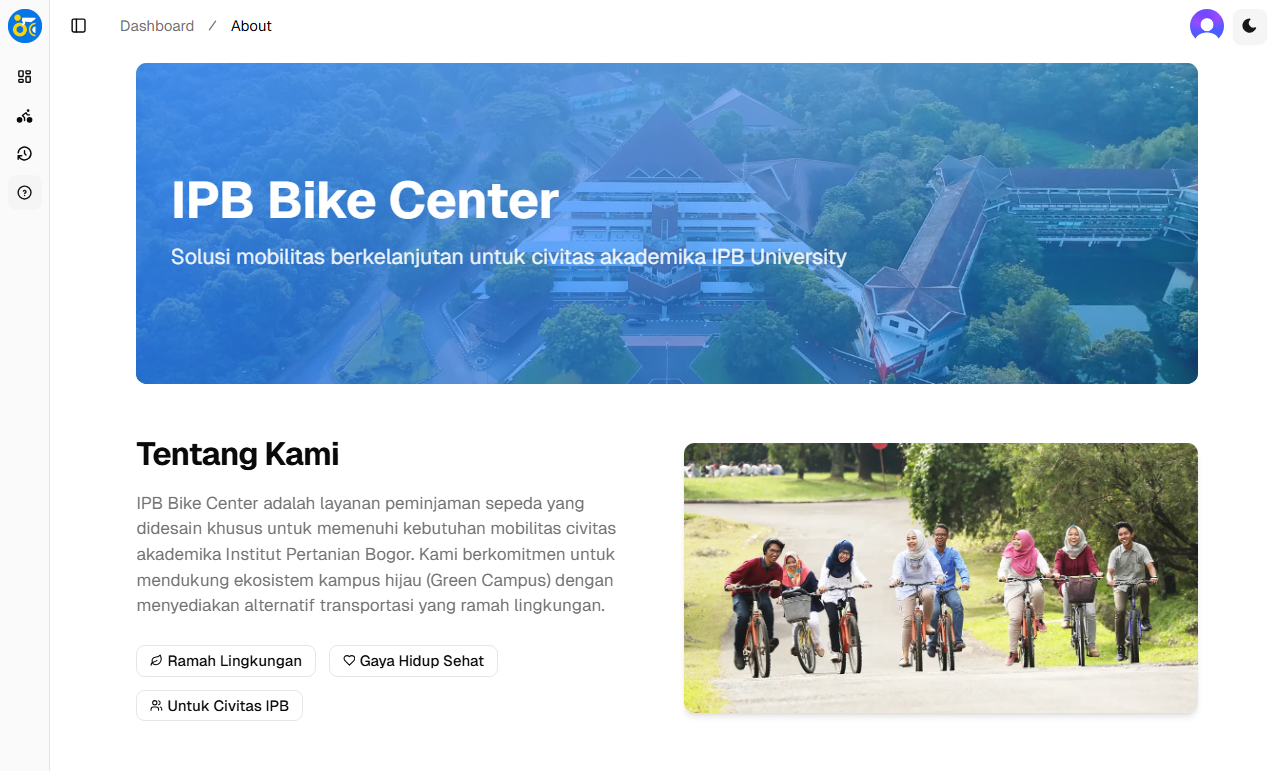 Dashboard / About
IPB Bike Center
Solusi mobilitas berkelanjutan untuk civitas akademika IPB University
Tentang Kami
IPB Bike Center adalah layanan peminjaman sepeda yang
didesain khusus untuk memenuhi kebutuhan mobilitas civitas
akademika Institut Pertanian Bogor. Kami berkomitmen untuk
mendukung ekosistem kampus hijau (Green Campus) dengan
menyediakan alternatif transportasi yang ramah lingkungan.
Ramah Lingkungan
Gaya Hidup Sehat
Untuk Civitas IPB